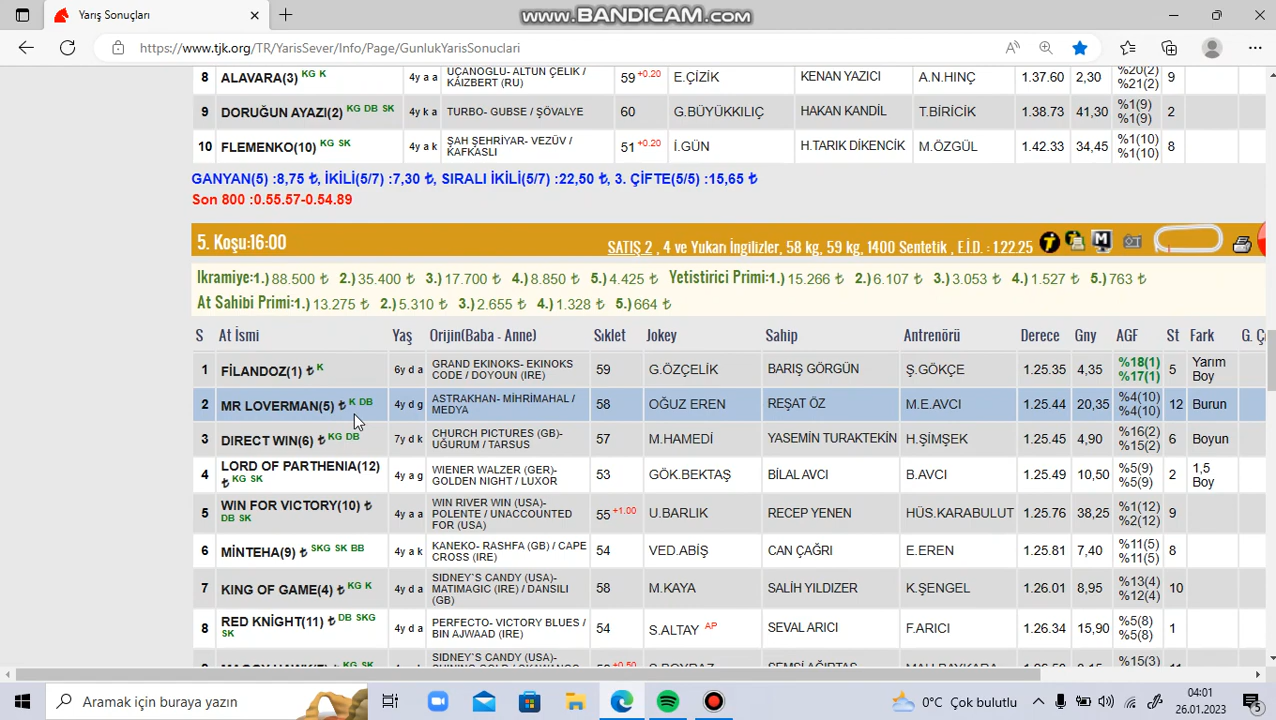 Yarış Sonuçları
www.BANDICAM.com
https://www.tjk.org/TR/YarisSever/Info/Page/GunlukYarisSonuclari
8 ALAVARA(3) KG K 4y a a UÇANOĞLU- ALTUN ÇELİK / KAIZBERT (RU) 59 +0.20 E.ÇİZİK KENAN YAZICI A.N.HINÇ 1.37.60 2,30 %20(2) %21(2) 9
9 DORUĞUN AYAZI(2) KG DB SK 4y k a TURBO- GUBSE / ŞÖVALYE 60 G.BÜYÜKKILIÇ HAKAN KANDİL T.BİRİCİK 1.38.73 41,30 %1(9) %1(9) 2
10 FLEMENKO(10) KG SK 4y a k ŞAH ŞEHRİYAR- VEZÜV / KAFKASLI 51 +0.20 İ.GÜN H.TARIK DİKENCİK M.ÖZGÜL 1.42.33 34,45 %1(10) %1(10) 8
GANYAN(5) :8,75 ₺, İKİLİ(5/7) :7,30 ₺, SIRALI İKİLİ(5/7) :22,50 ₺, 3. ÇİFTE(5/5) :15,65 ₺
Son 800 :0.55.57-0.54.89
5. Koşu:16:00 SATIŞ 2 , 4 ve Yukarı İngilizler, 58 kg, 59 kg, 1400 Sentetik , E.İ.D. : 1.22.25
Ikramiye:1.) 88.500 ₺ 2.) 35.400 ₺ 3.) 17.700 ₺ 4.) 8.850 ₺ 5.) 4.425 ₺ Yetistirici Primi:1.) 15.266 ₺ 2.) 6.107 ₺ 3.) 3.053 ₺ 4.) 1.527 ₺ 5.) 763 ₺
At Sahibi Primi:1.) 13.275 ₺ 2.) 5.310 ₺ 3.) 2.655 ₺ 4.) 1.328 ₺ 5.) 664 ₺
S At İsmi Yaş Orijin(Baba - Anne) Sıklet Jokey Sahip Antrenörü Derece Gny AGF St Fark G. Ç
1 FİLANDOZ(1) ₺ K 6y d a GRAND EKINOKS- EKINOKS CODE / DOYOUN (IRE) 59 G.ÖZÇELİK BARIŞ GÖRGÜN Ş.GÖKÇE 1.25.35 4,35 %18(1) %17(1) 5 Yarım Boy
2 MR LOVERMAN(5) ₺ K DB 4y d g ASTRAKHAN- MİHRİMAHAL / MEDYA 58 OĞUZ EREN REŞAT ÖZ M.E.AVCI 1.25.44 20,35 %4(10) %4(10) 12 Burun
3 DIRECT WIN(6) ₺ KG DB 7y d k CHURCH PICTURES (GB)- UĞURUM / TARSUS 57 M.HAMEDİ YASEMIN TURAKTEKİN H.ŞİMŞEK 1.25.45 4,90 %16(2) %15(2) 6 Boyun
4 LORD OF PARTHENIA(12) ₺ KG SK 4y a g WIENER WALZER (GER)- GOLDEN NIGHT / LUXOR 53 GÖK.BEKTAŞ BİLAL AVCI B.AVCI 1.25.49 10,50 %5(9) %5(9) 2 1,5 Boy
5 WIN FOR VICTORY(10) ₺ DB SK 4y a a WIN RIVER WIN (USA)- POLENTE / UNACCOUNTED FOR (USA) 55 +1.00 U.BARLIK RECEP YENEN HÜS.KARABULUT 1.25.76 38,25 %1(12) %2(12) 9
6 MİNTEHA(9) ₺ SKG SK BB 4y a k KANEKO- RASHFA (GB) / CAPE CROSS (IRE) 54 VED.ABİŞ CAN ÇAĞRI E.EREN 1.25.81 7,40 %11(5) %11(5) 8
7 KING OF GAME(4) ₺ KG K 4y d a SIDNEY`S CANDY (USA)- MATIMAGIC (IRE) / DANSILI (GB) 58 M.KAYA SALİH YILDIZER K.ŞENGEL 1.26.01 8,95 %13(4) %12(4) 10
8 RED KNIGHT(11) ₺ DB SKG SK 4y d a PERFECTO- VICTORY BLUES / BIN AJWAAD (IRE) 54 S.ALTAY AP SEVAL ARICI F.ARICI 1.26.34 15,90 %5(8) %5(8) 1
SIDNEY`S CANDY (USA)- %15(3)
Aramak için buraya yazın 0°C Çok bulutlu 04:01
26.01.2023 5